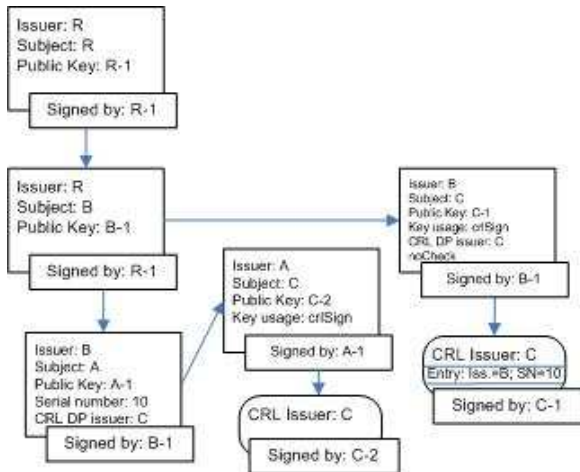 Issuer: R
Subject: R
Public Key: R-1
Signed by: R-1
Issuer: R
Subject: B
Public Key: B-1
Signed by: R-1
Issuer: B
Subject: C
Public Key: C-1
Key usage: crlSign
CRL DP issuer: C
noCheck
Signed by: B-1
Issuer: A
Subject: C
Public Key: C-2
Key usage: crlSign
Signed by: A-1
Issuer: B
Subject: A
Public Key: A-1
Serial number: 10
CRL DP issuer: C
Signed by: B-1
CRL Issuer: C
Signed by: C-2
CRL Issuer: C
Entry: Iss.=B; SN=10
Signed by: C-1